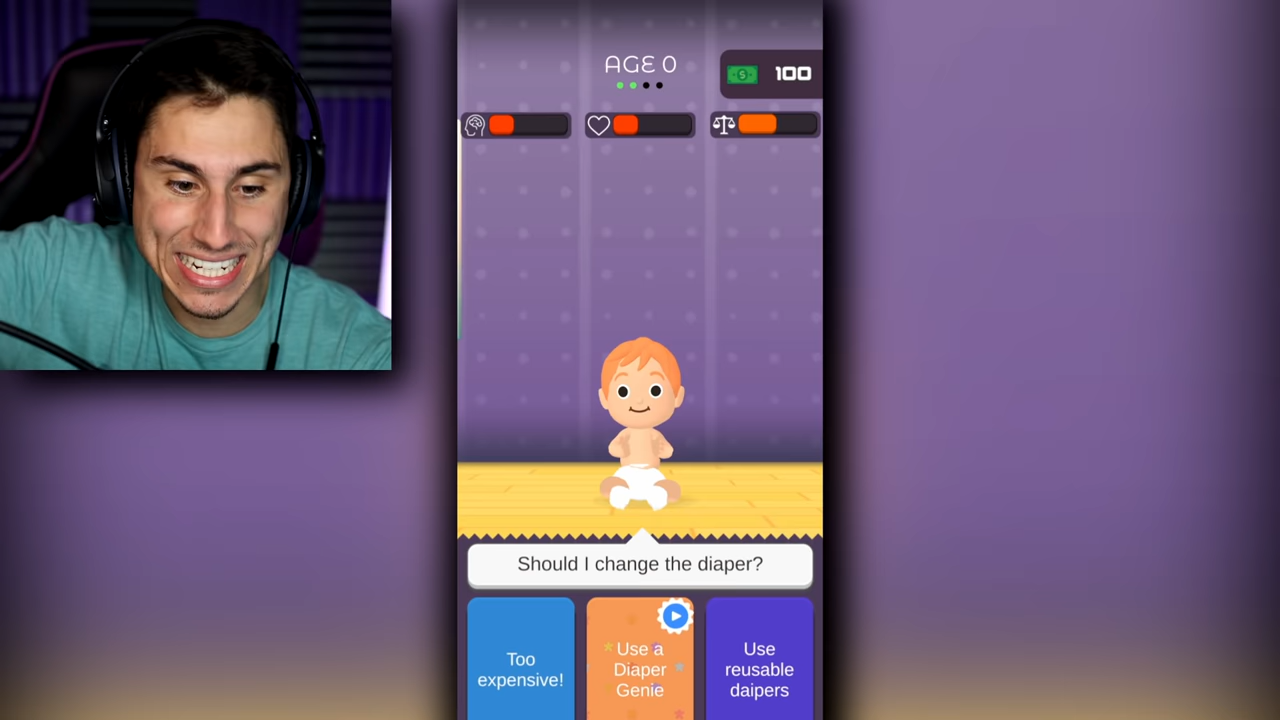 AGE 0
100
Should I change the diaper?
Too
expensive!
Use a
Diaper
Genie
Use
reusable
daipers